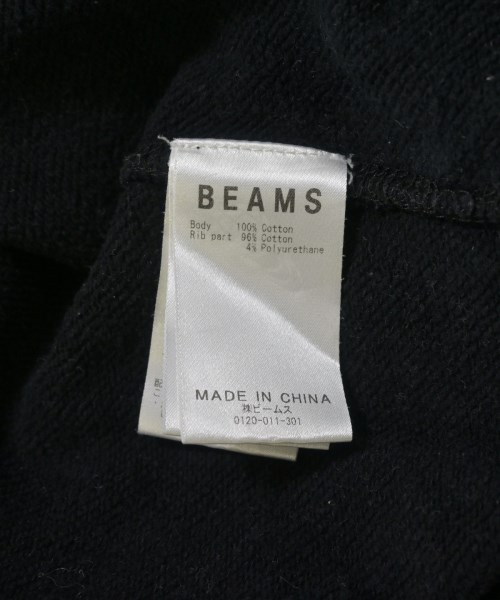 BEAMS
Body 100% Cotton
Rib part 96% Cotton
4% Polyurethane
MADE IN CHINA
㈱ビームス
0120-011-301